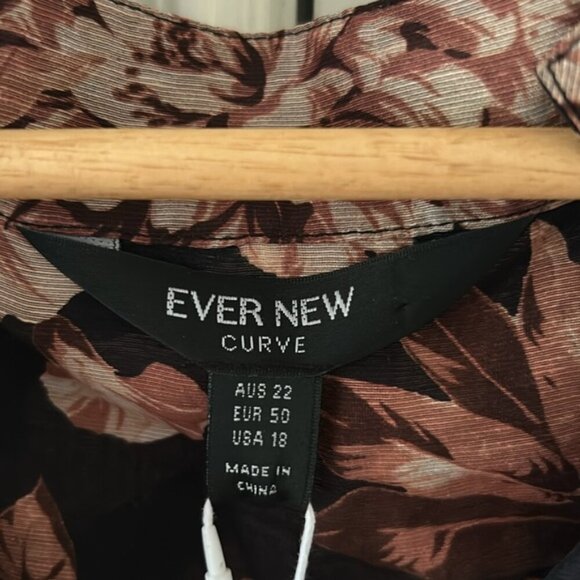 EVER NEW
CURVE
AUS 22
EUR 50
USA 18
MADE IN
CHINA